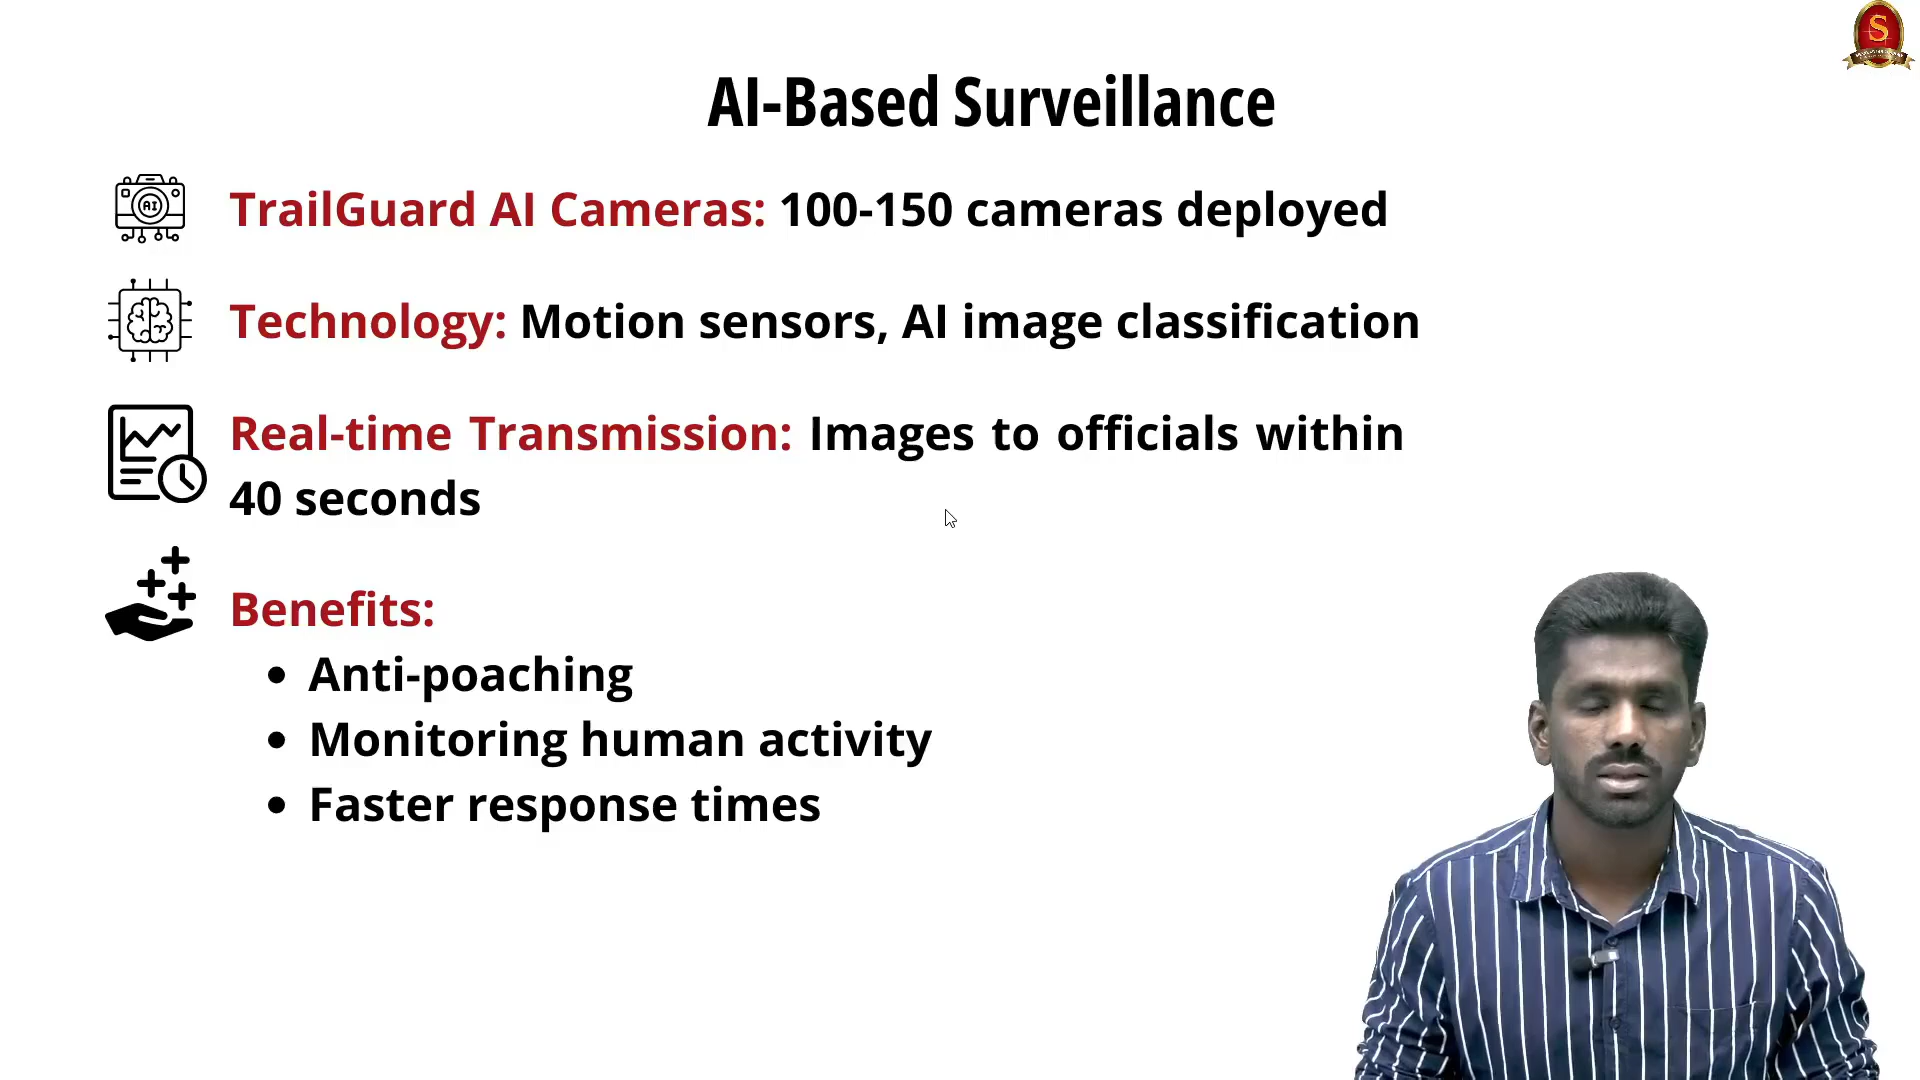 AI-Based Surveillance
TrailGuard AI Cameras: 100-150 cameras deployed
Technology: Motion sensors, AI image classification
Real-time Transmission: Images to officials within
40 seconds
Benefits:
• Anti-poaching
• Monitoring human activity
• Faster response times
AI
S